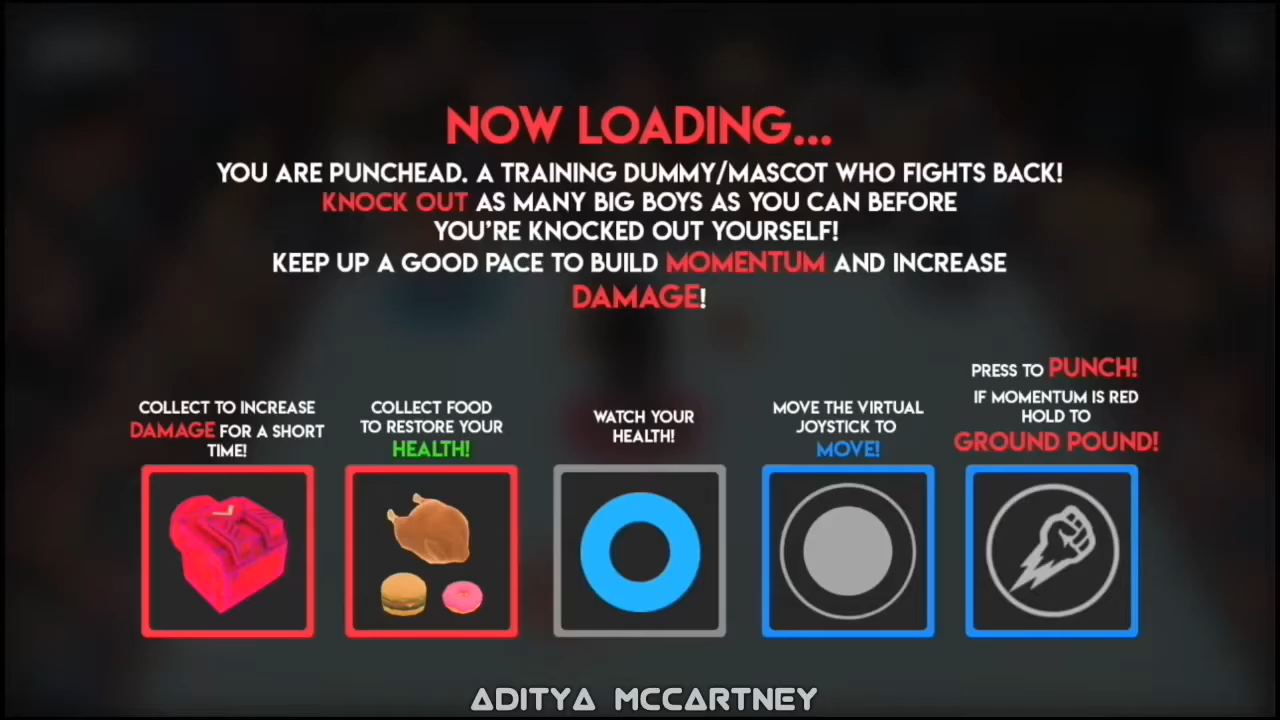 NOW LOADING...
YOU ARE PUNCHEAD. A TRAINING DUMMY/MASCOT WHO FIGHTS BACK!
KNOCK OUT AS MANY BIG BOYS AS YOU CAN BEFORE
YOU'RE KNOCKED OUT YOURSELF!
KEEP UP A GOOD PACE TO BUILD MOMENTUM AND INCREASE
DAMAGE!
COLLECT TO INCREASE
DAMAGE FOR A SHORT
TIME!
COLLECT FOOD
TO RESTORE YOUR
HEALTH!
WATCH YOUR
HEALTH!
MOVE THE VIRTUAL
JOYSTICK TO
MOVE!
PRESS TO PUNCH!
IF MOMENTUM IS RED
HOLD TO
GROUND POUND!
ADITYA MCCARTNEY